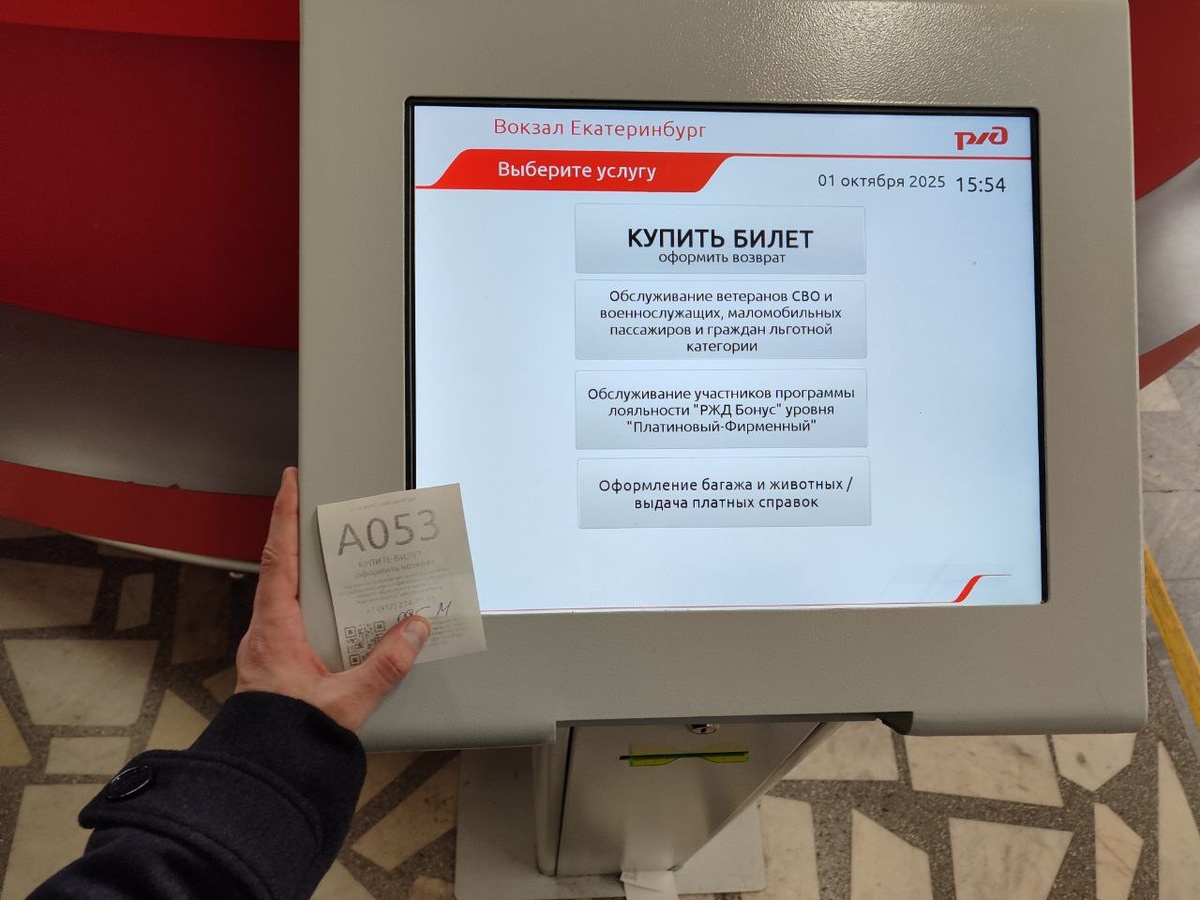 Вокзал Екатеринбург
ржд
Выберите услугу
01 октября 2025 15:54
КУПИТЬ БИЛЕТ
оформить возврат
Обслуживание ветеранов СВО и
военнослужащих, маломобильных
пассажиров и граждан льготной
категории
Обслуживание участников программы
лояльности "РЖД Бонус" уровня
"Платиновый-Фирменный"
Оформление багажа и животных /
выдача платных справок
А053
КУПИТЬ БИЛЕТ
оформить возврат